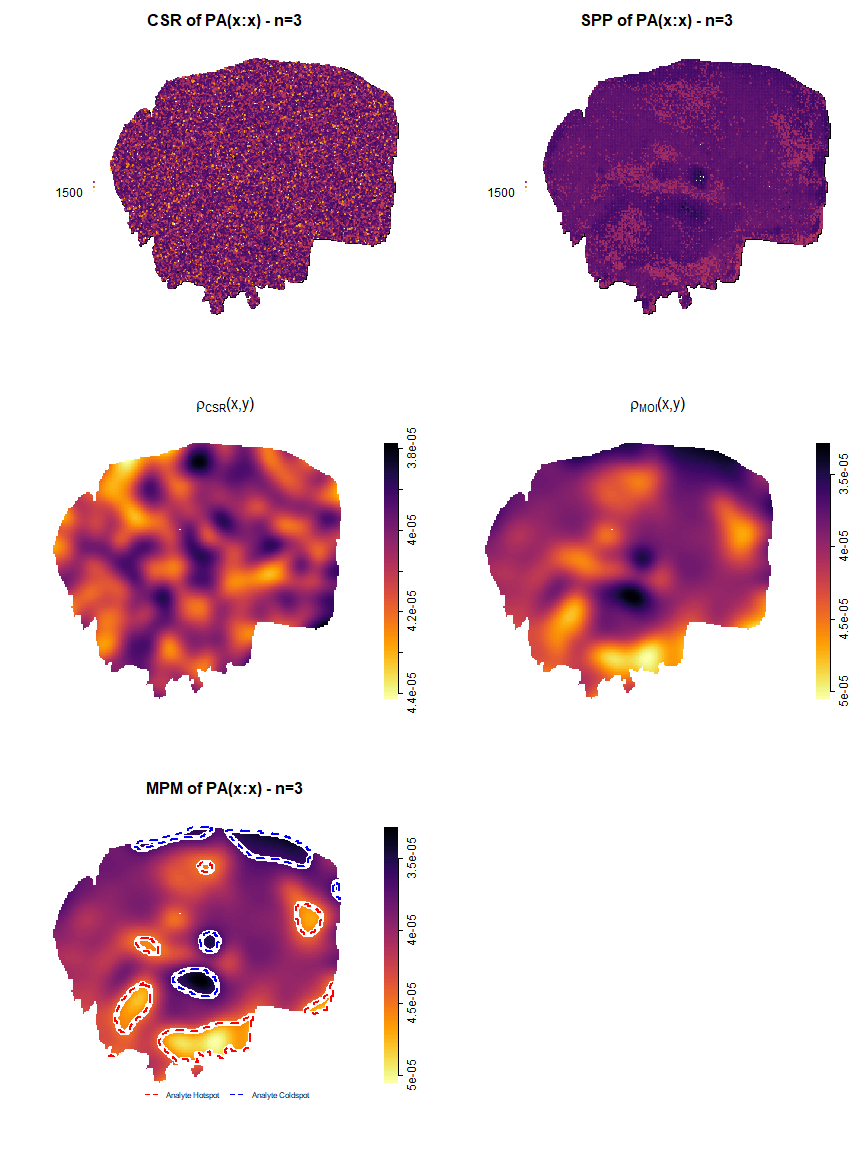 CSR of PA(x:x) - n=3
SPP of PA(x:x) - n=3
1500
1500
ρCSR(x,y)
ρMOI(x,y)
3.8e-05
4e-05
4.2e-05
4.4e-05
3.5e-05
4e-05
4.5e-05
5e-05
MPM of PA(x:x) - n=3
3.5e-05
4e-05
4.5e-05
5e-05
Analyte Hotspot
Analyte Coldspot